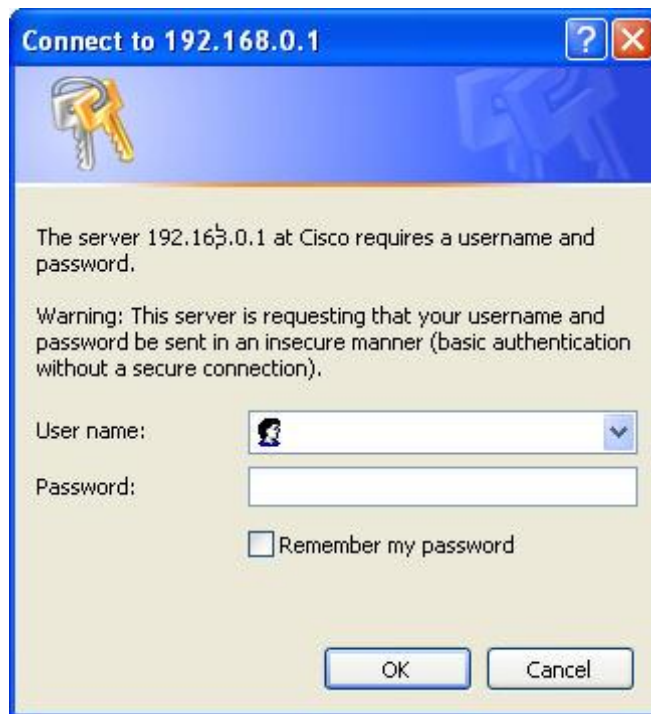 Connect to 192.168.0.1
The server 192.163.0.1 at Cisco requires a username and
password.
Warning: This server is requesting that your username and
password be sent in an insecure manner (basic authentication
without a secure connection).
User name:
Password:
Remember my password
OK
Cancel